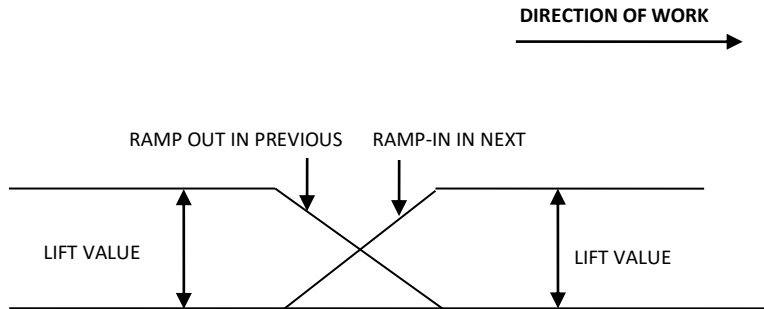 DIRECTION OF WORK
RAMP OUT IN PREVIOUS
RAMP-IN IN NEXT
LIFT VALUE
LIFT VALUE